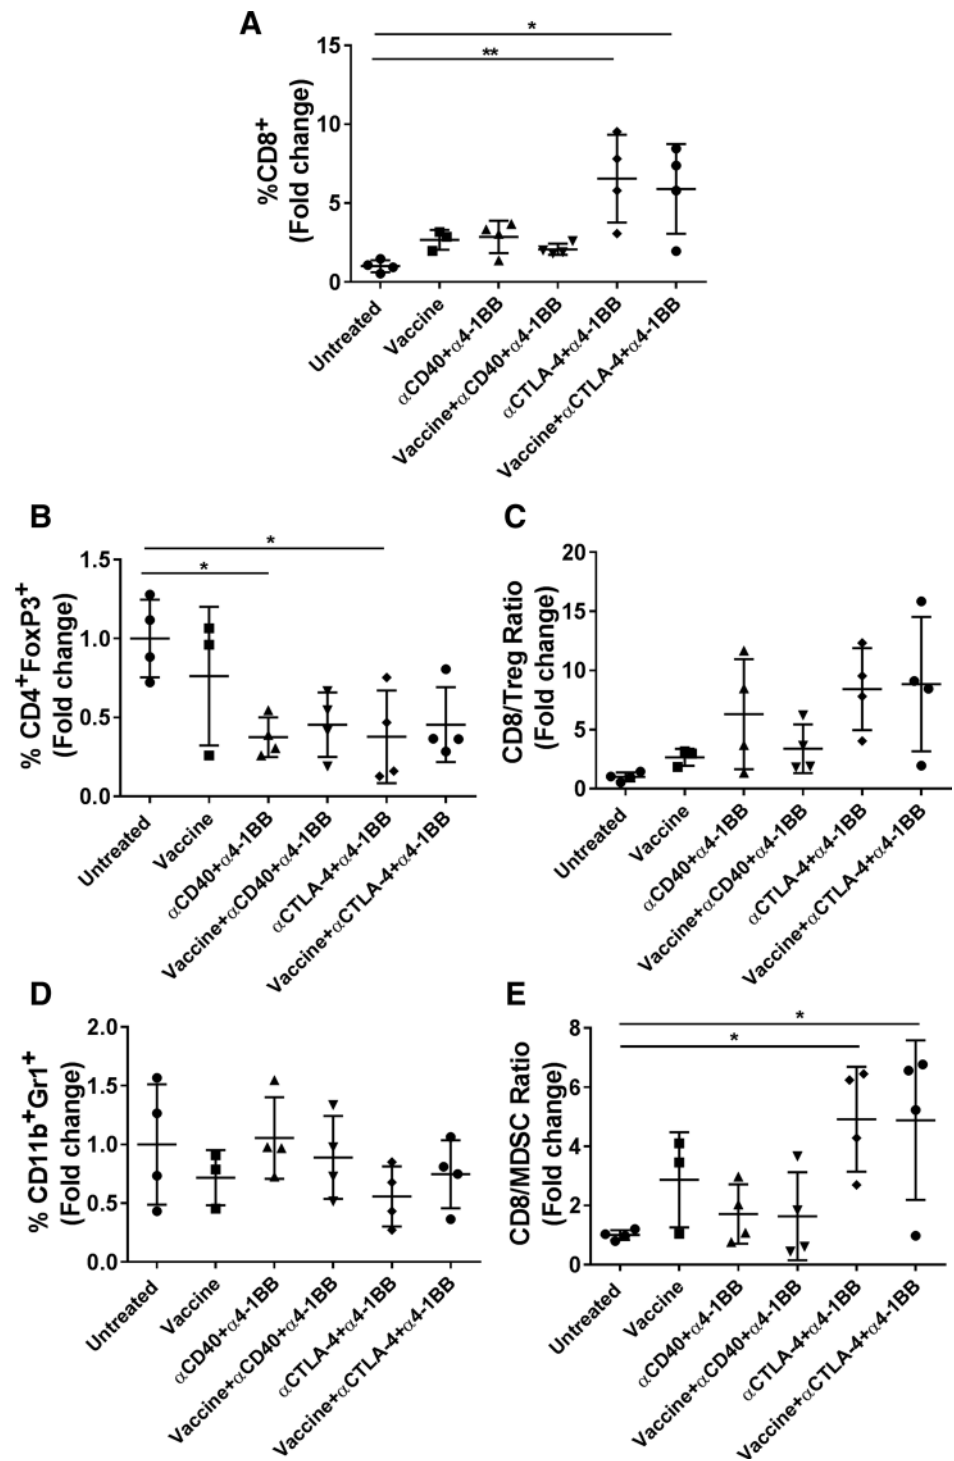 A
*
**
15
10
5
0
%CD8+
(Fold change)
Untreated
Vaccine
αCD40+α4-1BB
Vaccine+αCD40+α4-1BB
αCTLA-4+α4-1BB
Vaccine+αCTLA-4+α4-1BB
B
*
*
1.5
1.0
0.5
0.0
% CD4+FoxP3+
(Fold change)
Untreated
Vaccine
αCD40+α4-1BB
Vaccine+αCD40+α4-1BB
αCTLA-4+α4-1BB
Vaccine+αCTLA-4+α4-1BB
C
20
15
10
5
0
CD8/Treg Ratio
(Fold change)
Untreated
Vaccine
αCD40+α4-1BB
Vaccine+αCD40+α4-1BB
αCTLA-4+α4-1BB
Vaccine+αCTLA-4+α4-1BB
D
2.0
1.5
1.0
0.5
0.0
% CD11b+Gr1+
(Fold change)
Untreated
Vaccine
αCD40+α4-1BB
Vaccine+αCD40+α4-1BB
αCTLA-4+α4-1BB
Vaccine+αCTLA-4+α4-1BB
E
*
*
8
6
4
2
0
CD8/MDSC Ratio
(Fold change)
Untreated
Vaccine
αCD40+α4-1BB
Vaccine+αCD40+α4-1BB
αCTLA-4+α4-1BB
Vaccine+αCTLA-4+α4-1BB